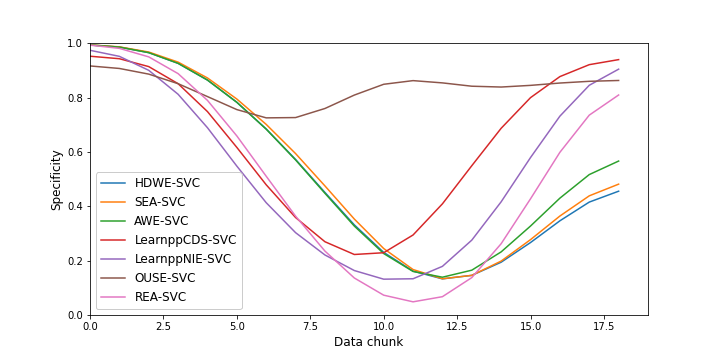 1.0
0.8
0.6
0.4
0.2
0.0
Specificity
HDWE-SVC
SEA-SVC
AWE-SVC
LearnppCDS-SVC
LearnppNIE-SVC
OUSE-SVC
REA-SVC
0.0 2.5 5.0 7.5 10.0 12.5 15.0 17.5
Data chunk